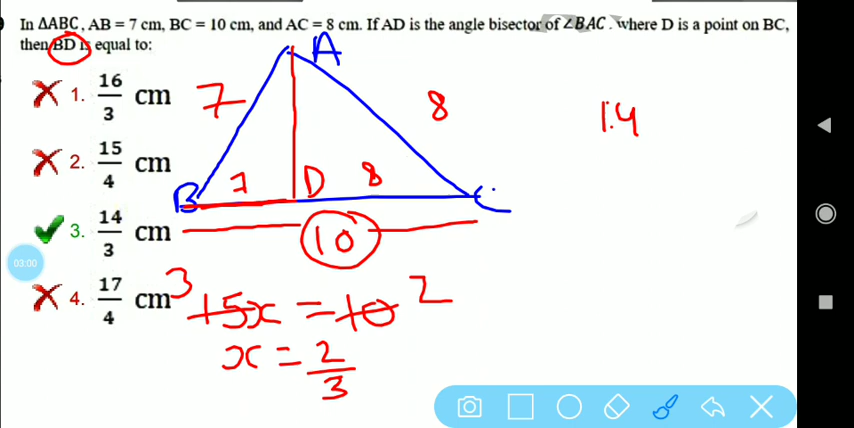 In ΔABC, AB = 7 cm, BC = 10 cm, and AC = 8 cm. If AD is the angle bisector of ∠BAC. where D is a point on BC,
then BD is equal to:
1. 16/3 cm
2. 15/4 cm
3. 14/3 cm
4. 17/4 cm
A
7
8
14
B
7
D
8
C
10
03:00
3 15x = 10 2
x = 2/3